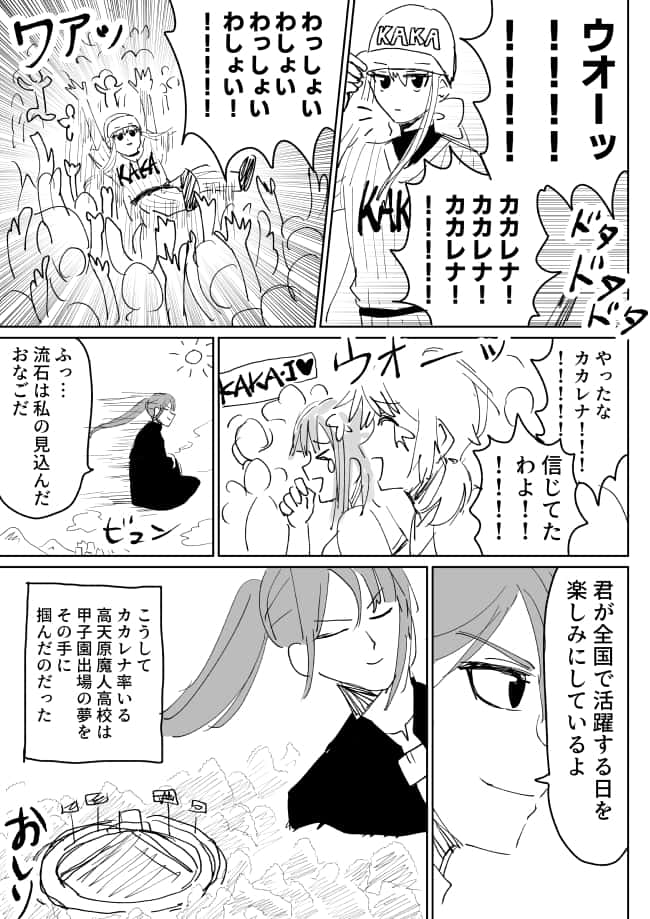 ウオーッ
!!!!!
!!!!!
KAKA
KAK
カカレナ!
カカレナ!
カカレナ!
!!!!!!
ドタドタ
ドタドタ
わっしょい
わしょい
わっしょい
わしょい!
!!!!!!
ワアッ
KAKA
やったな
カカレナ!!!
!!!!!!!
信じてた
わよ!!!
!!!!!
ウオーッ
KAKA・I♥
ふっ…
流石は私の見込んだ
おなごだ
ビュン
君が全国で活躍する日を
楽しみにしているよ
こうして
カカレナ率いる
高天原魔人高校は
甲子園出場の夢を
その手に
掴んだのだった
おしり